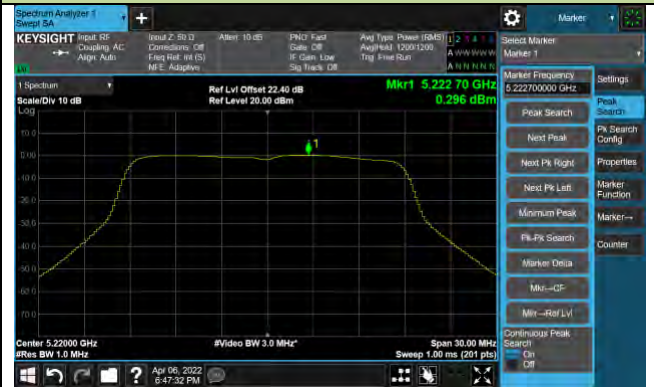 Spectrum Analyzer 1
Swept SA
+
Marker
KEYSIGHT Input: RF
Coupling: AC
Align: Auto
Input Z: 50 Ω
Corrections: Off
Freq Ref: Int (S)
NFE: Adaptive
Atten: 10 dB
PNO: Fast
Gate: Off
IF Gain: Low
Sig Track: Off
Avg Type: Power (RMS)
Avg|Hold: 1200/1200
Trig: Free Run
A W W W W W
A N N N N N
Select Marker
Marker 1
1 Spectrum
Scale/Div 10 dB
Log
Ref Lvl Offset 22.40 dB
Ref Level 20.00 dBm
Mkr1 5.222 70 GHz
0.296 dBm
10.0
0.00
-10.0
-20.0
-30.0
-40.0
-50.0
-60.0
-70.0
1
Center 5.22000 GHz
#Res BW 1.0 MHz
#Video BW 3.0 MHz*
Span 30.00 MHz
Sweep 1.00 ms (201 pts)
Marker Frequency
5.222700000 GHz
Peak Search
Next Peak
Next Pk Right
Next Pk Left
Minimum Peak
Pk-Pk Search
Marker Delta
Mkr→CF
Mkr→Ref Lvl
Continuous Peak
Search
On
Off
Settings
Peak
Search
Pk Search
Config
Properties
Marker
Function
Marker→
Counter
?
Apr 06, 2022
6:47:32 PM